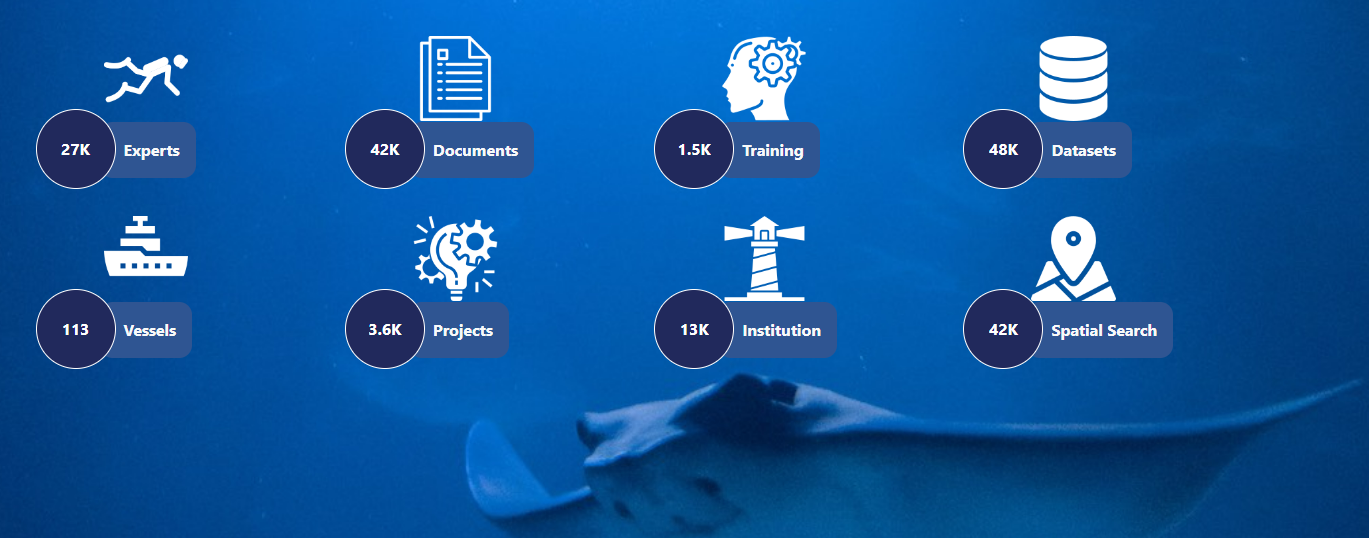 27K Experts
42K Documents
1.5K Training
48K Datasets
113 Vessels
3.6K Projects
13K Institution
42K Spatial Search